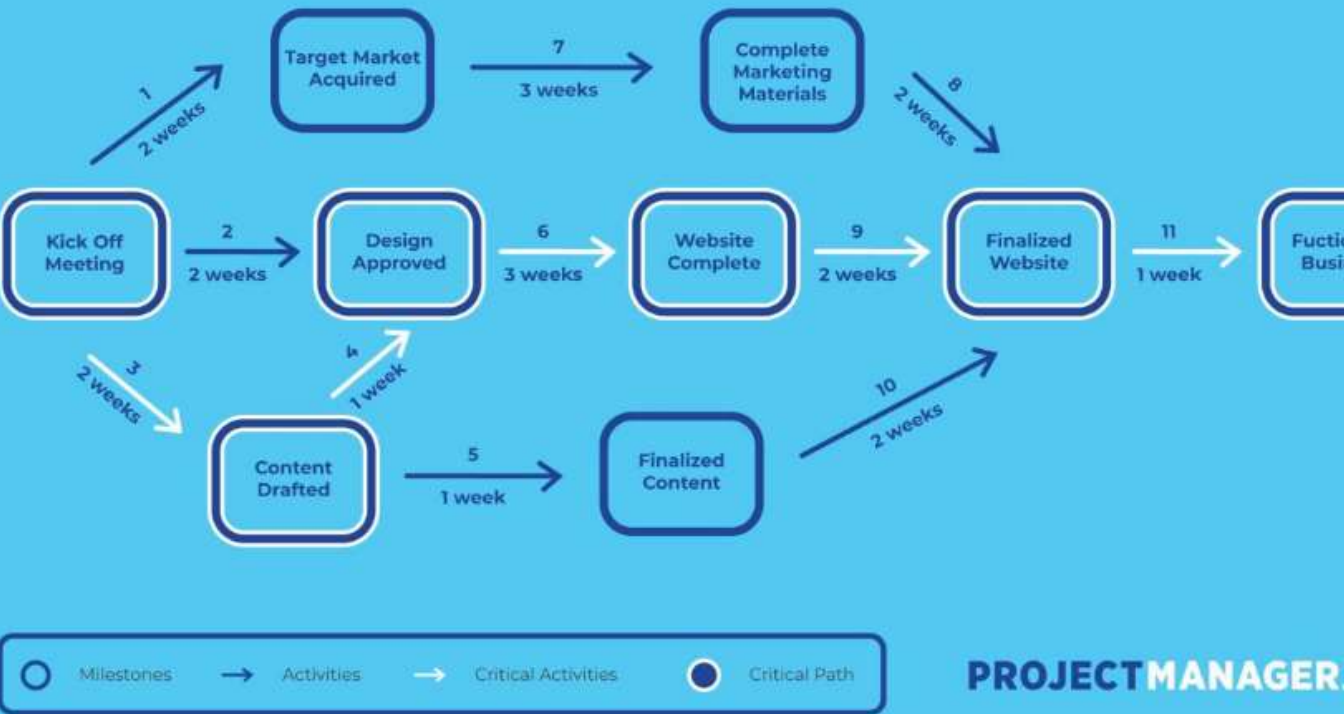 Target Market
Acquired
7
3 weeks
Complete
Marketing
Materials
1
2 weeks
8
2 weeks
Kick Off
Meeting
2
2 weeks
Design
Approved
6
3 weeks
Website
Complete
9
2 weeks
Finalized
Website
11
1 week
3
2 weeks
4
1 week
Content
Drafted
5
1 week
Finalized
Content
10
2 weeks
Milestones
Activities
Critical Activities
Critical Path
PROJECTMANAGER.